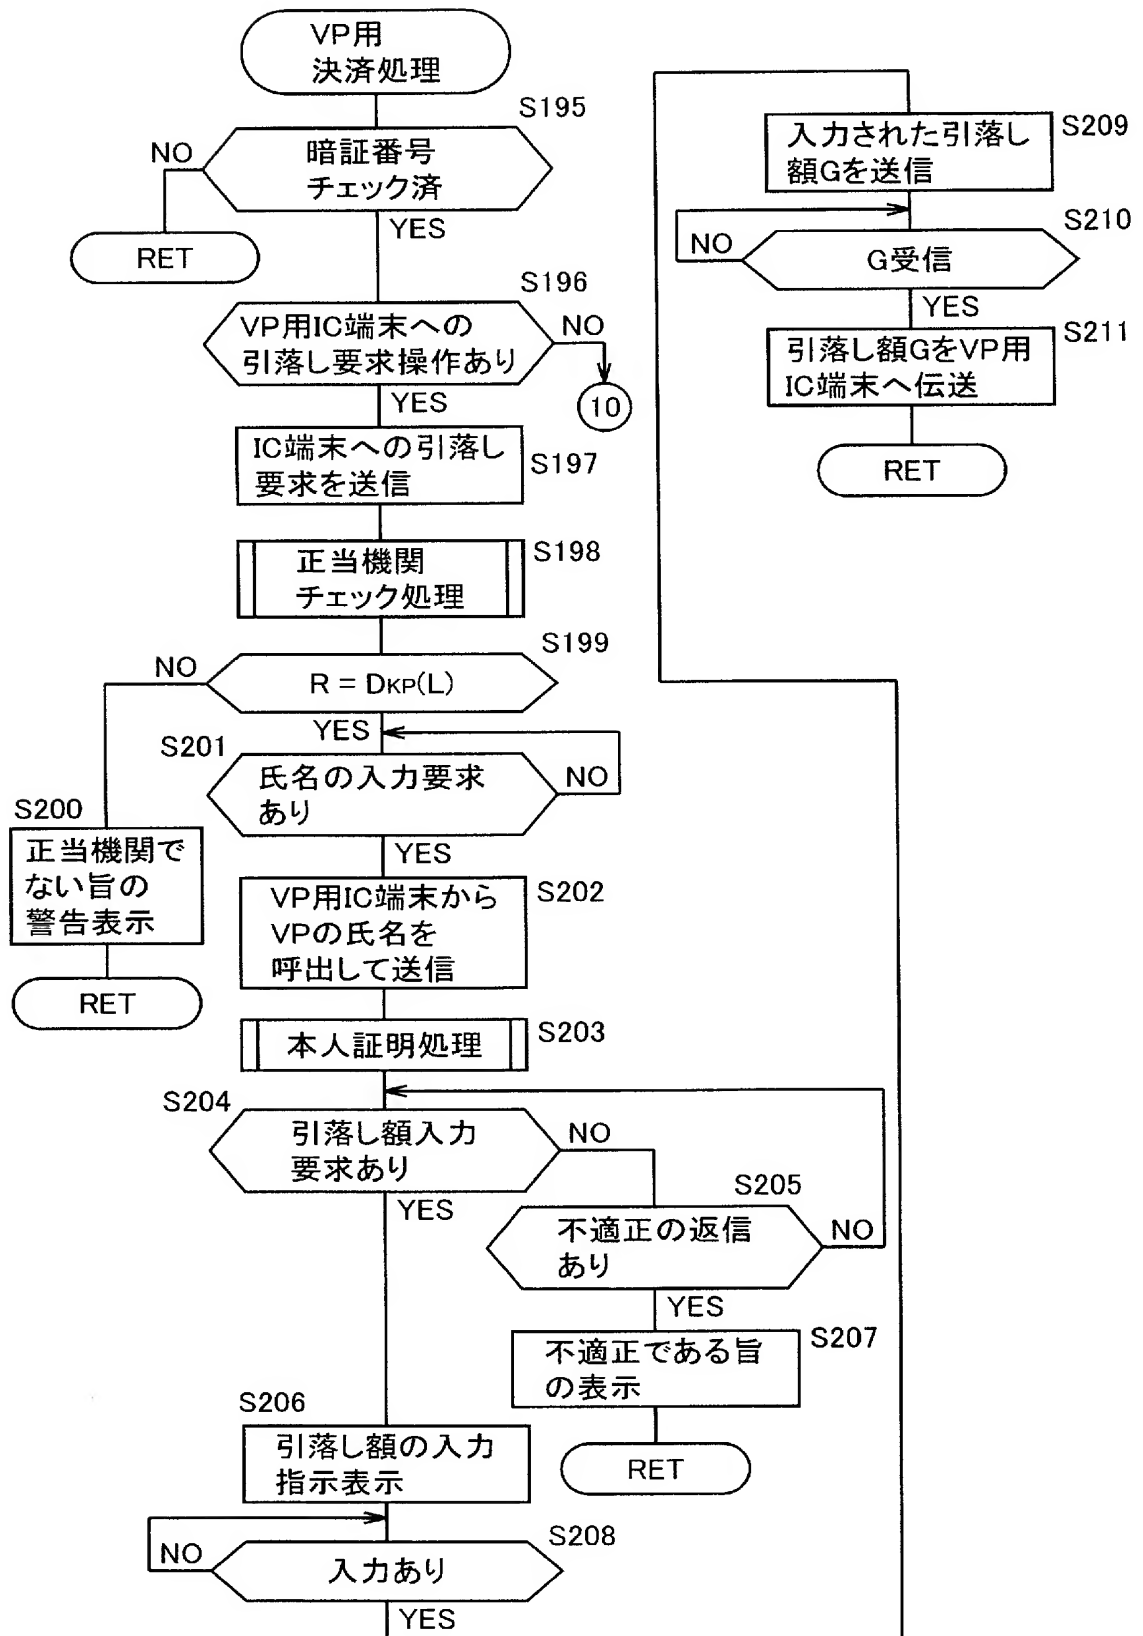 VP用
決済処理
S195
NO
暗証番号
チェック済
YES
RET
S196
VP用IC端末への
引落し要求操作あり
NO
YES
10
IC端末への引落し
要求を送信
S197
正当機関
チェック処理
S198
S199
NO
R = DKP(L)
YES
S201
氏名の入力要求
あり
NO
YES
S200
正当機関で
ない旨の
警告表示
RET
VP用IC端末から
VPの氏名を
呼出して送信
S202
本人証明処理
S203
S204
引落し額入力
要求あり
NO
YES
S205
不適正の返信
あり
NO
YES
不適正である旨
の表示
S207
RET
S206
引落し額の入力
指示表示
S208
NO
入力あり
YES
入力された引落し
額Gを送信
S209
S210
NO
G受信
YES
S211
引落し額GをVP用
IC端末へ伝送
RET